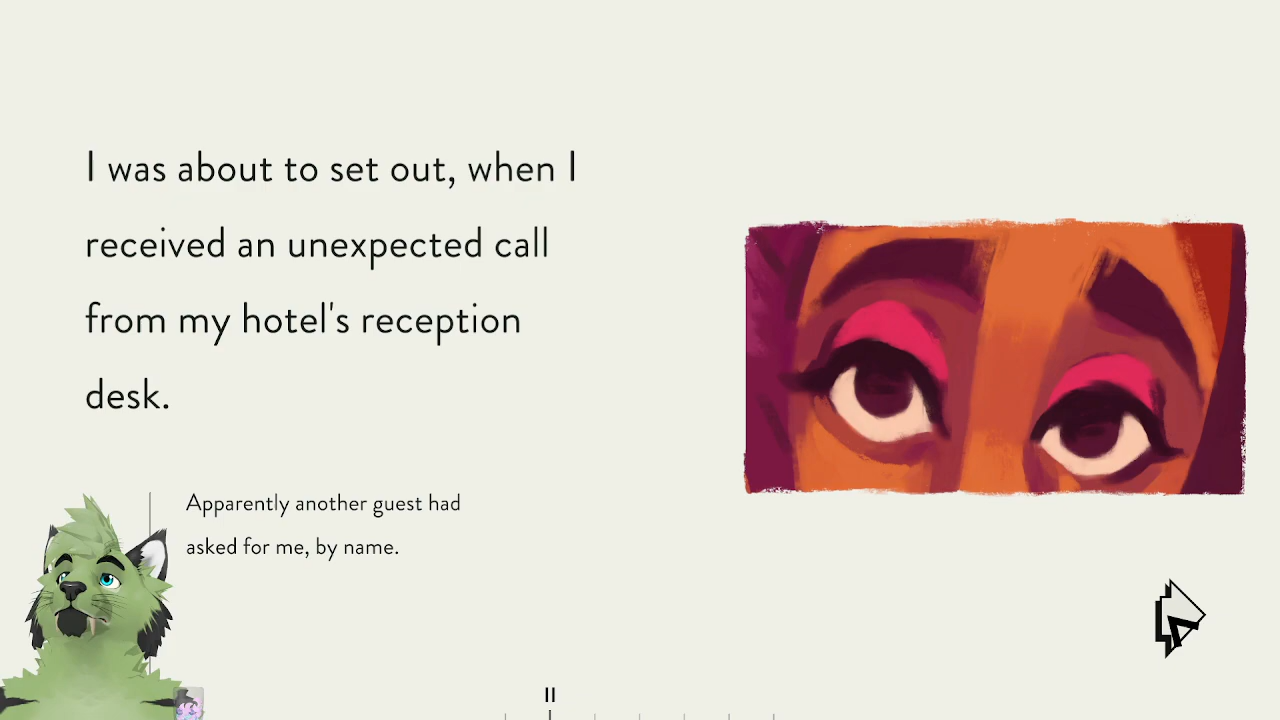 I was about to set out, when I
received an unexpected call
from my hotel's reception
desk.
Apparently another guest had
asked for me, by name.
II